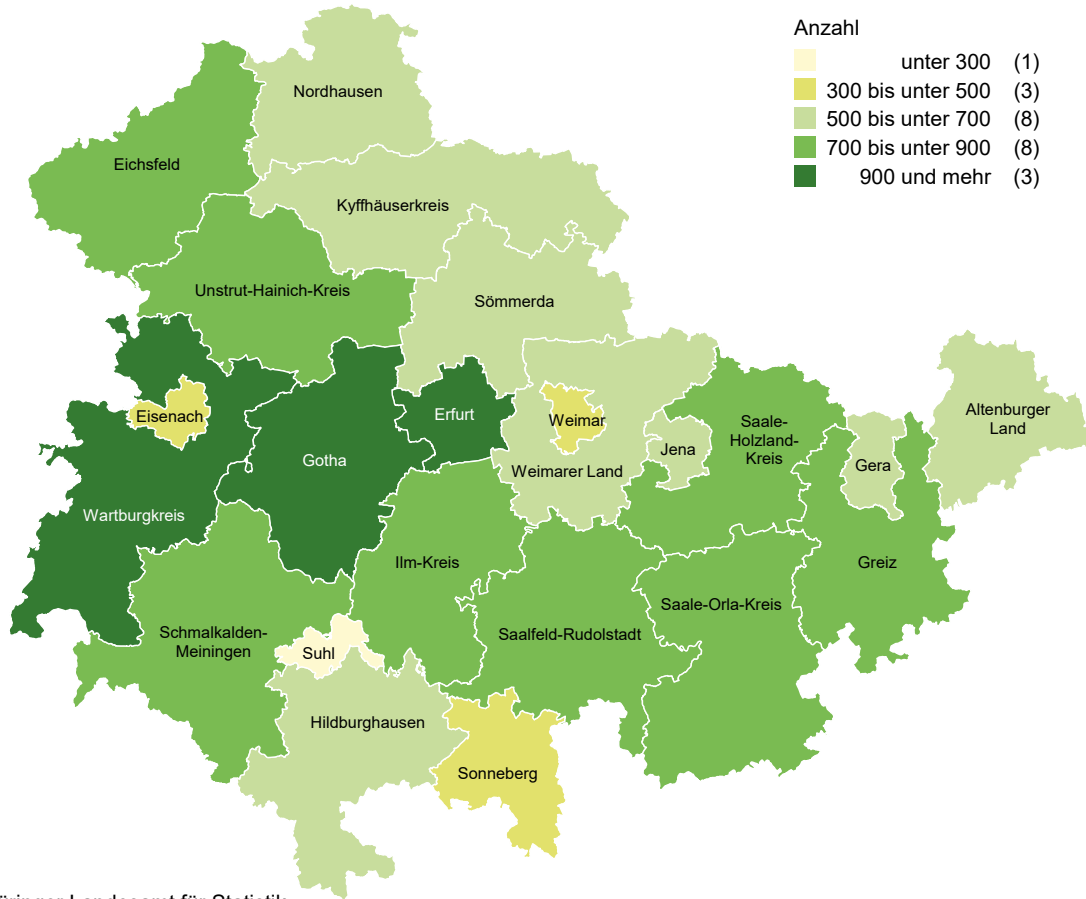 Anzahl
unter 300 (1)
300 bis unter 500 (3)
500 bis unter 700 (8)
700 bis unter 900 (8)
900 und mehr (3)
Nordhausen
Eichsfeld
Kyffhäuserkreis
Unstrut-Hainich-Kreis
Sömmerda
Eisenach
Erfurt
Weimar
Saale-
Holzland-
Kreis
Altenburger
Land
Gotha
Weimarer Land
Jena
Gera
Wartburgkreis
Ilm-Kreis
Greiz
Schmalkalden-
Meiningen
Suhl
Saalfeld-Rudolstadt
Saale-Orla-Kreis
Hildburghausen
Sonneberg
Landesamt für Statistik